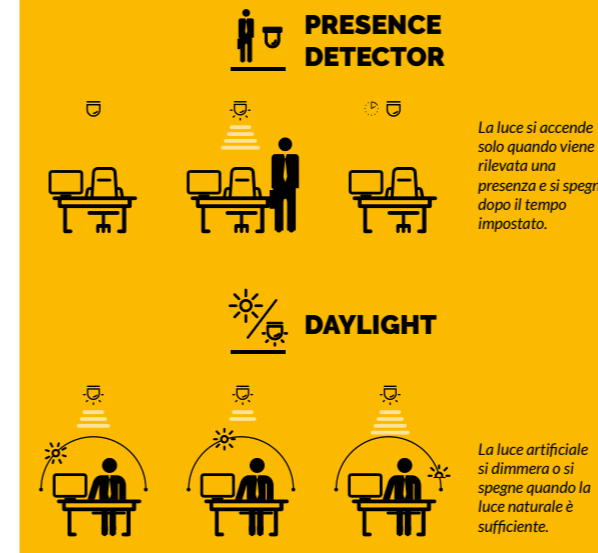 PRESENCE
DETECTOR
La luce si accende
solo quando viene
rilevata una
presenza e si spegn
dopo il tempo
impostato.
DAYLIGHT
La luce artificiale
si dimmera o si
spegne quando la
luce naturale è
sufficiente.